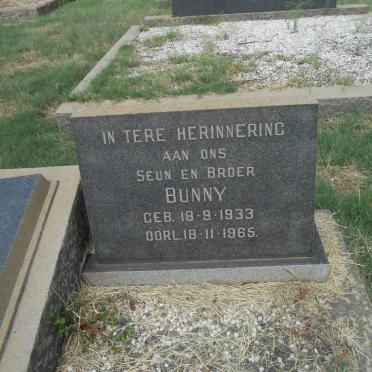 IN TERE HERINNERING
AAN ONS
SEUN EN BROER
BUNNY
GEB. 18·9·1933
OORL. 18·11·1965.